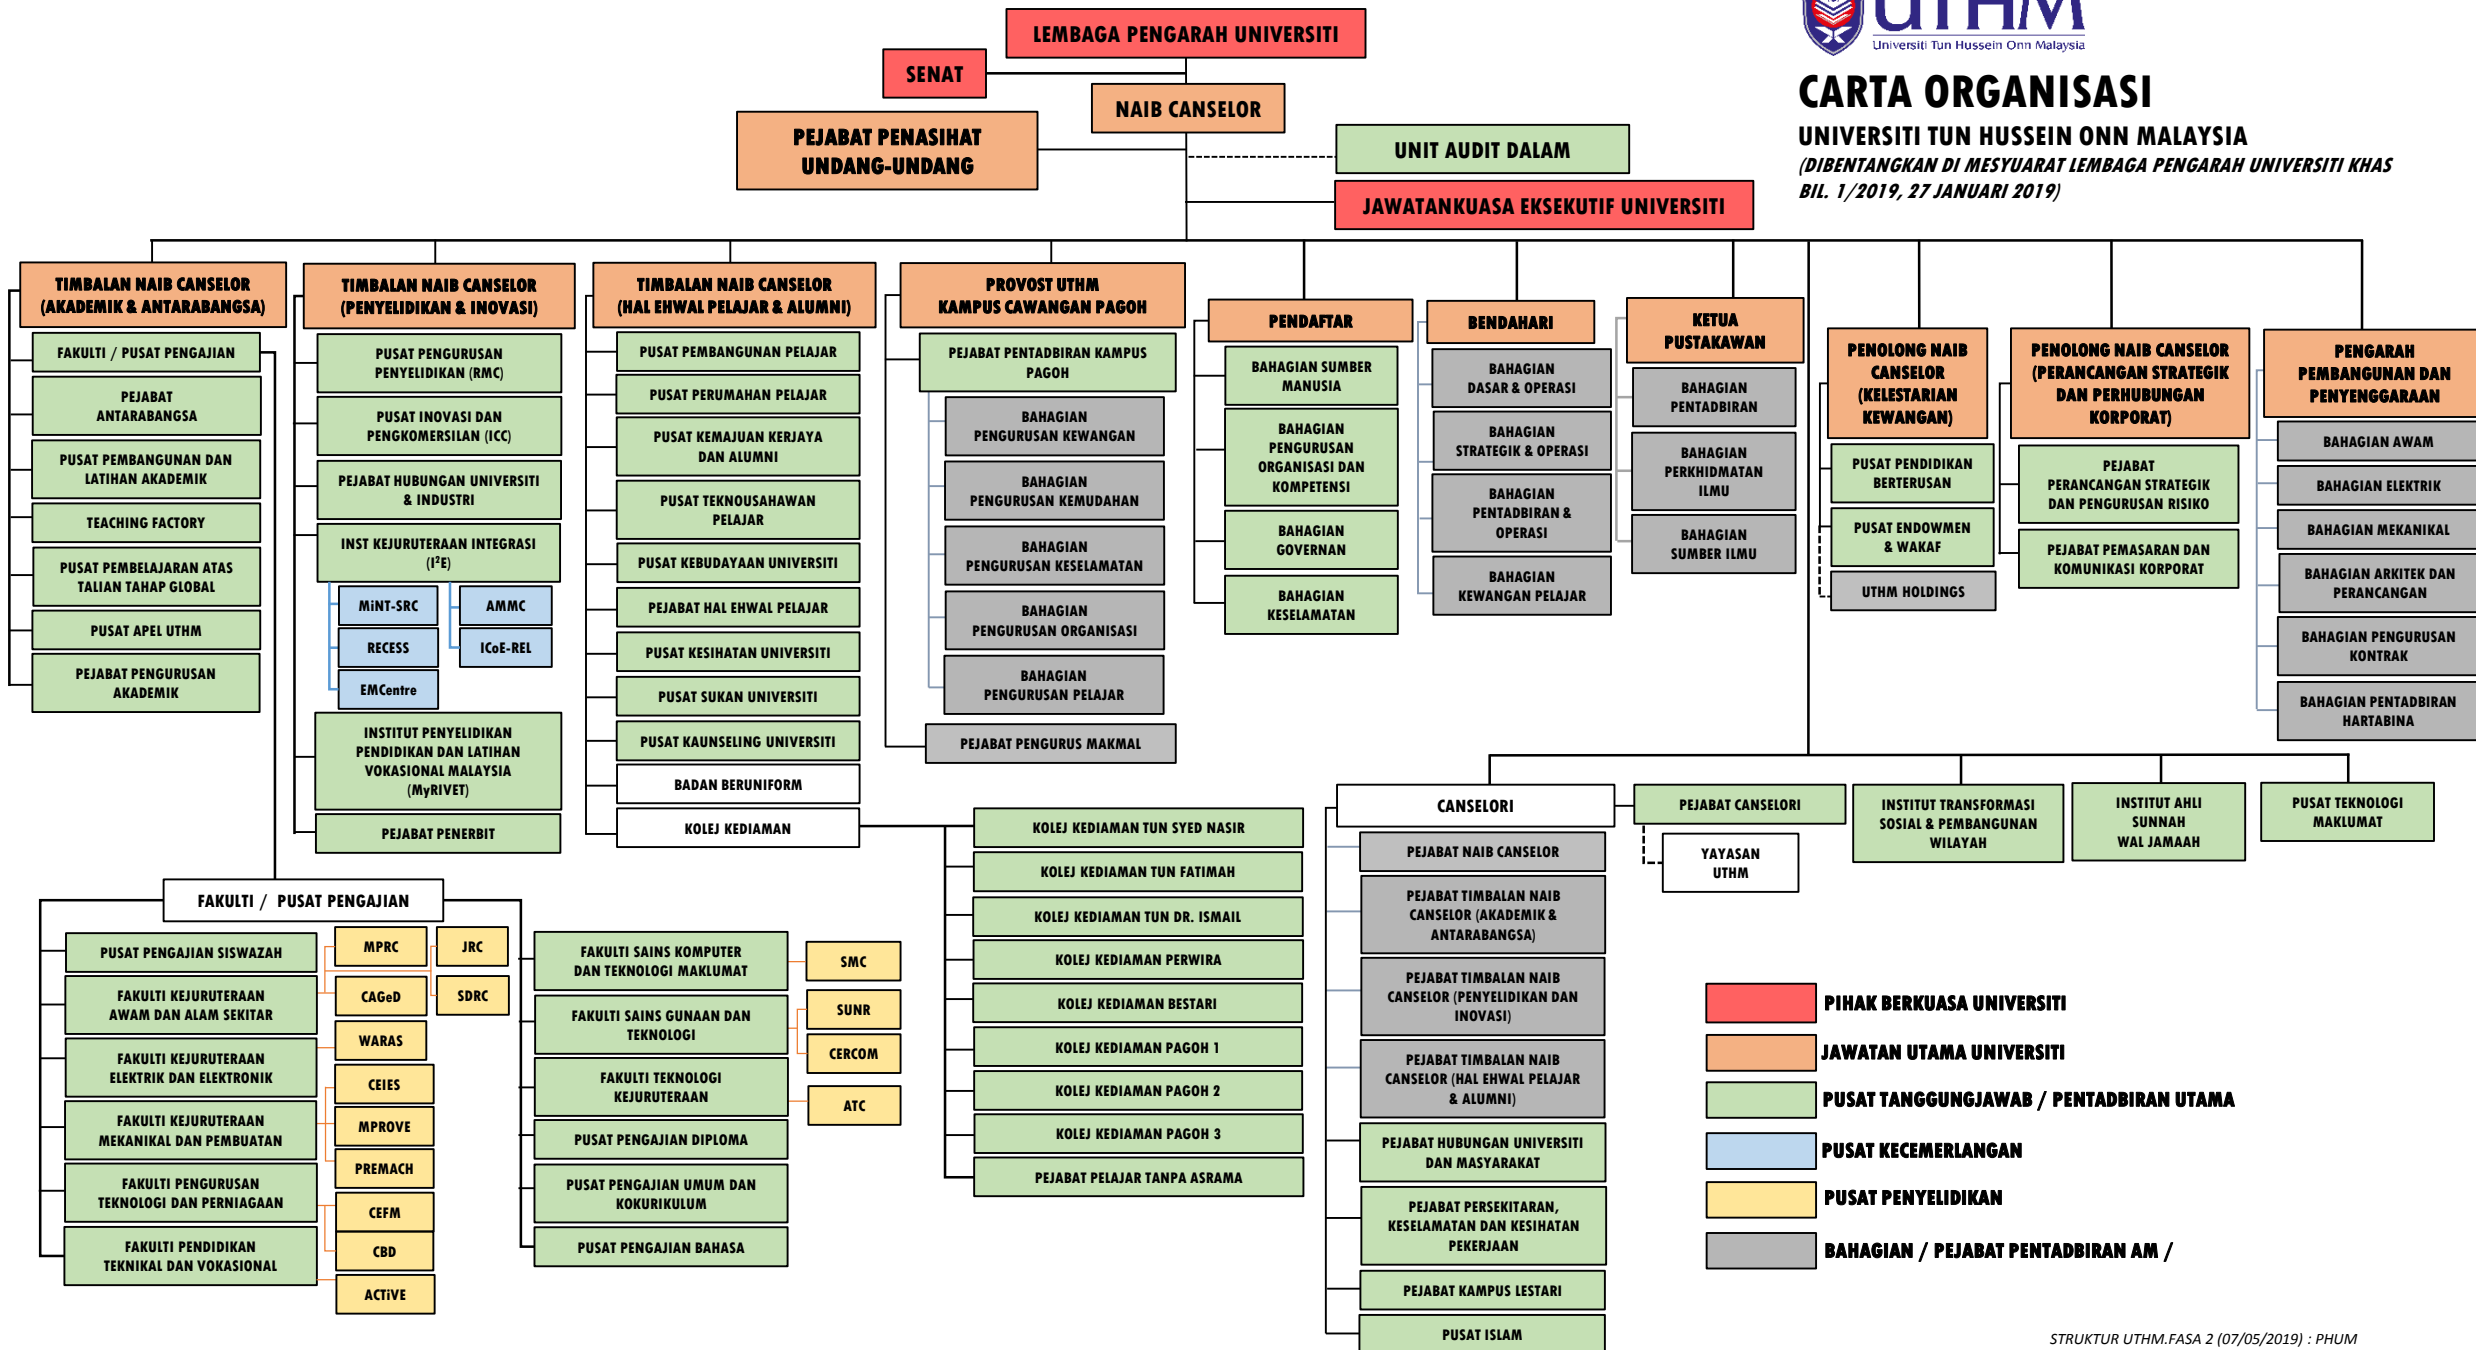 LEMBAGA PENGARAH UNIVERSITI
SENAT
NAIB CANSELOR
PEJABAT PENASIHAT
UNDANG-UNDANG
UNIT AUDIT DALAM
JAWATANKUASA EKSEKUTIF UNIVERSITI
UTHM
Universiti Tun Hussein Onn Malaysia
CARTA ORGANISASI
UNIVERSITI TUN HUSSEIN ONN MALAYSIA
(DIBENTANGKAN DI MESYUARAT LEMBAGA PENGARAH UNIVERSITI KHAS
BIL. 1/2019, 27 JANUARI 2019)
TIMBALAN NAIB CANSELOR
(AKADEMIK & ANTARABANGSA)
FAKULTI / PUSAT PENGAJIAN
PEJABAT
ANTARABANGSA
PUSAT PEMBANGUNAN DAN
LATIHAN AKADEMIK
TEACHING FACTORY
PUSAT PEMBELAJARAN ATAS
TALIAN TAHAP GLOBAL
PUSAT APEL UTHM
PEJABAT PENGURUSAN
AKADEMIK
TIMBALAN NAIB CANSELOR
(PENYELIDIKAN & INOVASI)
PUSAT PENGURUSAN
PENYELIDIKAN (RMC)
PUSAT INOVASI DAN
PENGKOMERSILAN (ICC)
PEJABAT HUBUNGAN UNIVERSITI
& INDUSTRI
INST KEJURUTERAAN INTEGRASI
(I²E)
MiNT-SRC
AMMC
RECESS
ICoE-REL
EMCentre
INSTITUT PENYELIDIKAN
PENDIDIKAN DAN LATIHAN
VOKASIONAL MALAYSIA
(MyRIVET)
PEJABAT PENERBIT
TIMBALAN NAIB CANSELOR
(HAL EHWAL PELAJAR & ALUMNI)
PUSAT PEMBANGUNAN PELAJAR
PUSAT PERUMAHAN PELAJAR
PUSAT KEMAJUAN KERJAYA
DAN ALUMNI
PUSAT TEKNOUSAHAWAN
PELAJAR
PUSAT KEBUDAYAAN UNIVERSITI
PEJABAT HAL EHWAL PELAJAR
PUSAT KESIHATAN UNIVERSITI
PUSAT SUKAN UNIVERSITI
PUSAT KAUNSELING UNIVERSITI
BADAN BERUNIFORM
KOLEJ KEDIAMAN
PROVOST UTHM
KAMPUS CAWANGAN PAGOH
PEJABAT PENTADBIRAN KAMPUS
PAGOH
BAHAGIAN
PENGURUSAN KEWANGAN
BAHAGIAN
PENGURUSAN KEMUDAHAN
BAHAGIAN
PENGURUSAN KESELAMATAN
BAHAGIAN
PENGURUSAN ORGANISASI
BAHAGIAN
PENGURUSAN PELAJAR
PEJABAT PENGURUS MAKMAL
PENDAFTAR
BAHAGIAN SUMBER
MANUSIA
BAHAGIAN
PENGURUSAN
ORGANISASI DAN
KOMPETENSI
BAHAGIAN
GOVERNAN
BAHAGIAN
KESELAMATAN
BENDAHARI
BAHAGIAN
DASAR & OPERASI
BAHAGIAN
STRATEGIK & OPERASI
BAHAGIAN
PENTADBIRAN &
OPERASI
BAHAGIAN
KEWANGAN PELAJAR
KETUA
PUSTAKAWAN
BAHAGIAN
PENTADBIRAN
BAHAGIAN
PERKHIDMATAN
ILMU
BAHAGIAN
SUMBER ILMU
PENOLONG NAIB
CANSELOR
(KELESTARIAN
KEWANGAN)
PUSAT PENDIDIKAN
BERTERUSAN
PUSAT ENDOWMEN
& WAKAF
UTHM HOLDINGS
PENOLONG NAIB CANSELOR
(PERANCANGAN STRATEGIK
DAN PERHUBUNGAN
KORPORAT)
PEJABAT
PERANCANGAN STRATEGIK
DAN PENGURUSAN RISIKO
PEJABAT PEMASARAN DAN
KOMUNIKASI KORPORAT
PENGARAH
PEMBANGUNAN DAN
PENYENGGARAAN
BAHAGIAN AWAM
BAHAGIAN ELEKTRIK
BAHAGIAN MEKANIKAL
BAHAGIAN ARKITEK DAN
PERANCANGAN
BAHAGIAN PENGURUSAN
KONTRAK
BAHAGIAN PENTADBIRAN
HARTABINA
CANSELORI
PEJABAT CANSELORI
YAYASAN
UTHM
INSTITUT TRANSFORMASI
SOSIAL & PEMBANGUNAN
WILAYAH
INSTITUT AHLI
SUNNAH
WAL JAMAAH
PUSAT TEKNOLOGI
MAKLUMAT
PEJABAT NAIB CANSELOR
PEJABAT TIMBALAN NAIB
CANSELOR (AKADEMIK &
ANTARABANGSA)
PEJABAT TIMBALAN NAIB
CANSELOR (PENYELIDIKAN DAN
INOVASI)
PEJABAT TIMBALAN NAIB
CANSELOR (HAL EHWAL PELAJAR
& ALUMNI)
PEJABAT HUBUNGAN UNIVERSITI
DAN MASYARAKAT
PEJABAT PERSEKITARAN,
KESELAMATAN DAN KESIHATAN
PEKERJAAN
PEJABAT KAMPUS LESTARI
PUSAT ISLAM
KOLEJ KEDIAMAN TUN SYED NASIR
KOLEJ KEDIAMAN TUN FATIMAH
KOLEJ KEDIAMAN TUN DR. ISMAIL
KOLEJ KEDIAMAN PERWIRA
KOLEJ KEDIAMAN BESTARI
KOLEJ KEDIAMAN PAGOH 1
KOLEJ KEDIAMAN PAGOH 2
KOLEJ KEDIAMAN PAGOH 3
PEJABAT PELAJAR TANPA ASRAMA
FAKULTI / PUSAT PENGAJIAN
PUSAT PENGAJIAN SISWAZAH
FAKULTI KEJURUTERAAN
AWAM DAN ALAM SEKITAR
FAKULTI KEJURUTERAAN
ELEKTRIK DAN ELEKTRONIK
FAKULTI KEJURUTERAAN
MEKANIKAL DAN PEMBUATAN
FAKULTI PENGURUSAN
TEKNOLOGI DAN PERNIAGAAN
FAKULTI PENDIDIKAN
TEKNIKAL DAN VOKASIONAL
MPRC
JRC
CAGeD
SDRC
WARAS
CEIES
MPROVE
PREMACH
CEFM
CBD
ACTiVE
FAKULTI SAINS KOMPUTER
DAN TEKNOLOGI MAKLUMAT
FAKULTI SAINS GUNAAN DAN
TEKNOLOGI
FAKULTI TEKNOLOGI
KEJURUTERAAN
PUSAT PENGAJIAN DIPLOMA
PUSAT PENGAJIAN UMUM DAN
KOKURIKULUM
PUSAT PENGAJIAN BAHASA
SMC
SUNR
CERCOM
ATC
PIHAK BERKUASA UNIVERSITI
JAWATAN UTAMA UNIVERSITI
PUSAT TANGGUNGJAWAB / PENTADBIRAN UTAMA
PUSAT KECEMERLANGAN
PUSAT PENYELIDIKAN
BAHAGIAN / PEJABAT PENTADBIRAN AM /
STRUKTUR UTHM.FASA 2 (07/05/2019) : PHUM